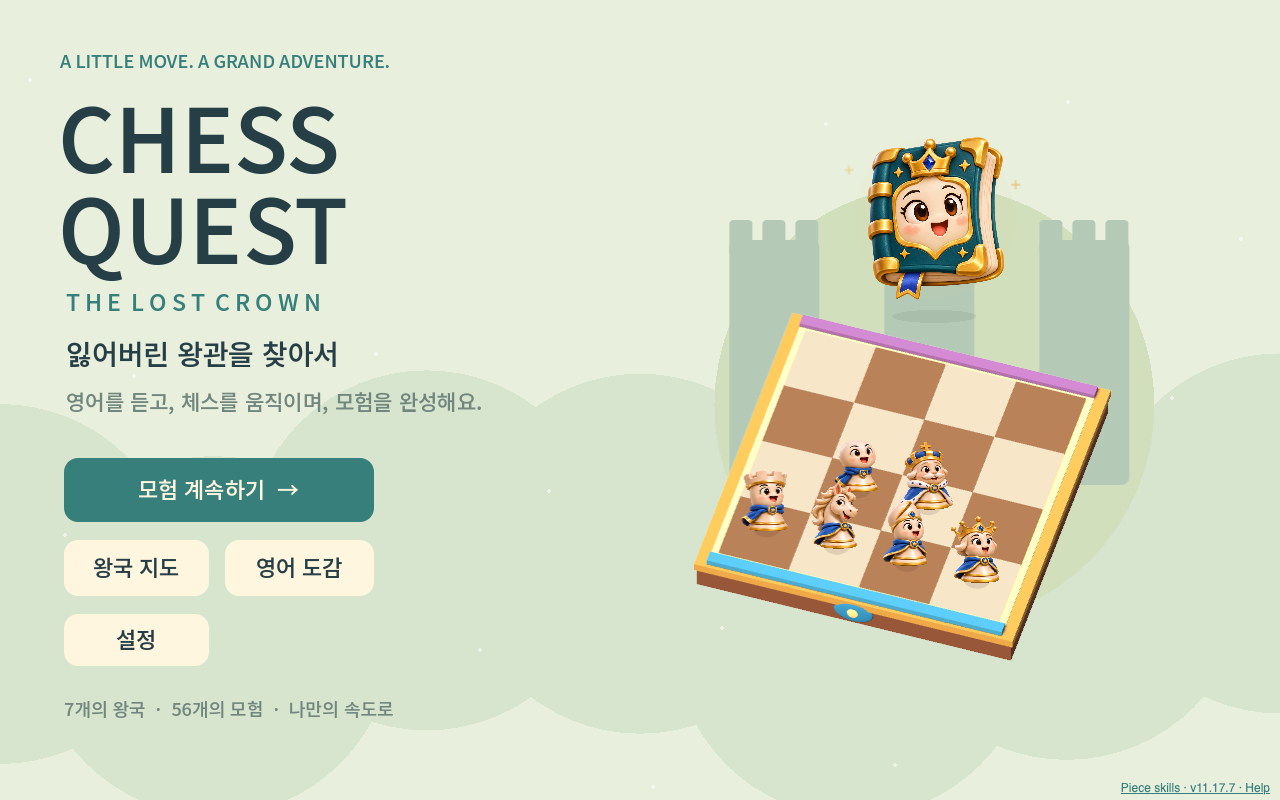 A LITTLE MOVE. A GRAND ADVENTURE.
CHESS
QUEST
THE LOST CROWN
잃어버린 왕관을 찾아서
영어를 듣고, 체스를 움직이며, 모험을 완성해요.
모험 계속하기 →
왕국 지도
영어 도감
설정
7개의 왕국 · 56개의 모험 · 나만의 속도로
Piece skills · v11.17.7 · Help